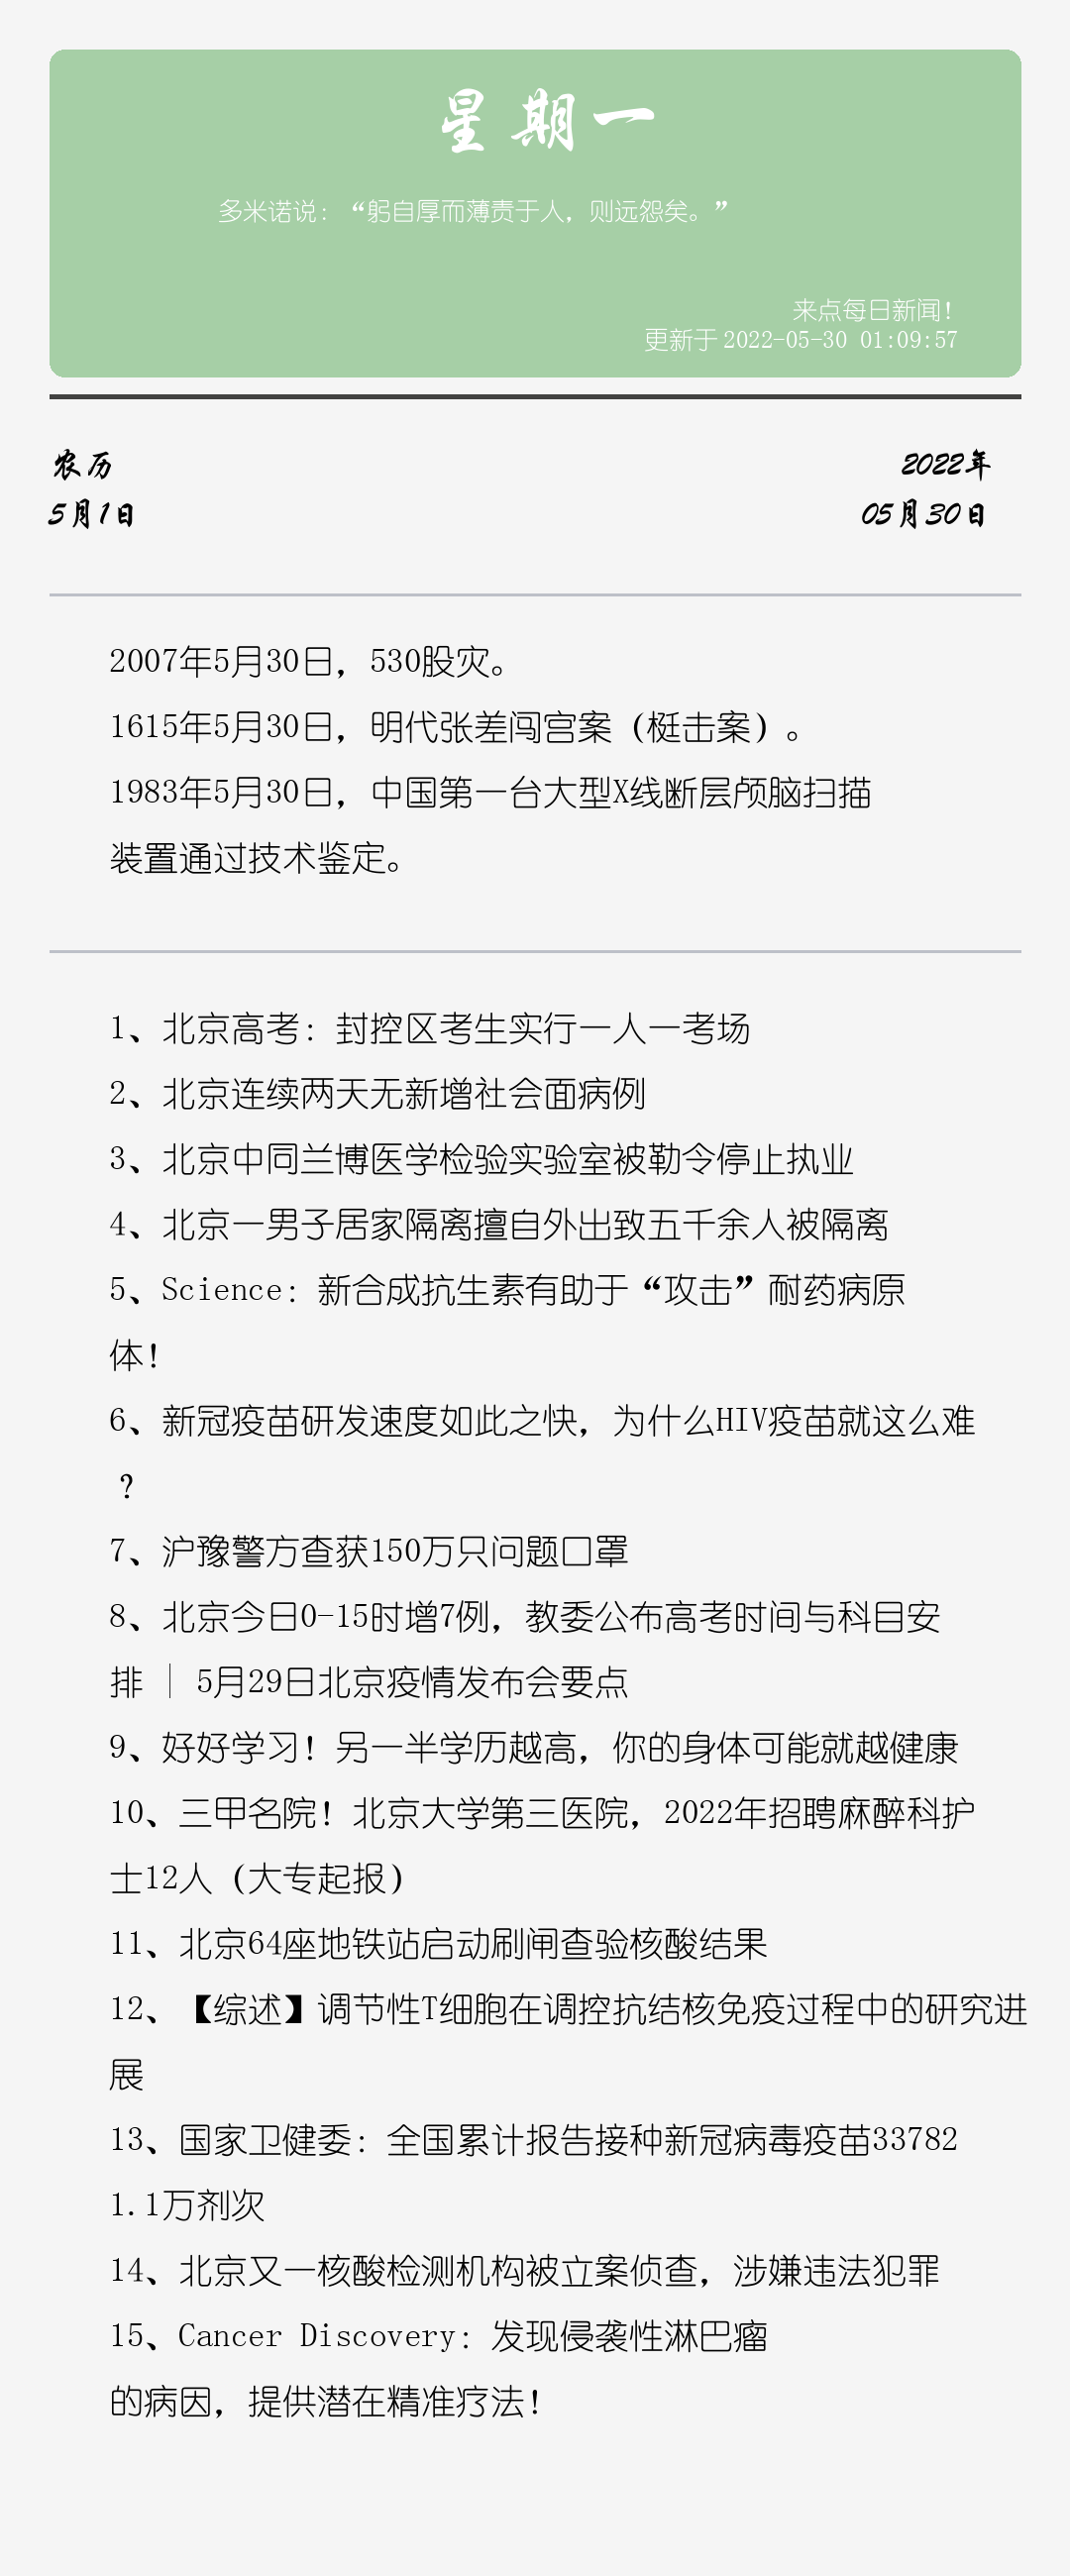 星期一
多米诺说：“躬自厚而薄责于人，则远怨矣。”
来点每日新闻！
更新于2022-05-30 01:09:57
农历
2022年
5月1日
05月30日
2007年5月30日，530股灾。
1615年5月30日，明代张差闯宫案（梃击案）。
1983年5月30日，中国第一台大型X线断层颅脑扫描
装置通过技术鉴定。
1、北京高考：封控区考生实行一人一考场
2、北京连续两天无新增社会面病例
3、北京中同兰博医学检验实验室被勒令停止执业
4、北京一男子居家隔离擅自外出致五千余人被隔离
5、Science：新合成抗生素有助于“攻击”耐药病原
体！
6、新冠疫苗研发速度如此之快，为什么HIV疫苗就这么难
？
7、沪豫警方查获150万只问题口罩
8、北京今日0-15时增7例，教委公布高考时间与科目安
排 │ 5月29日北京疫情发布会要点
9、好好学习！另一半学历越高，你的身体可能就越健康
10、三甲名院！北京大学第三医院，2022年招聘麻醉科护
士12人（大专起报）
11、北京64座地铁站启动刷闸查验核酸结果
12、【综述】调节性T细胞在调控抗结核免疫过程中的研究进
展
13、国家卫健委：全国累计报告接种新冠病毒疫苗33782
1.1万剂次
14、北京又一核酸检测机构被立案侦查，涉嫌违法犯罪
15、Cancer Discovery：发现侵袭性淋巴瘤
的病因，提供潜在精准疗法！